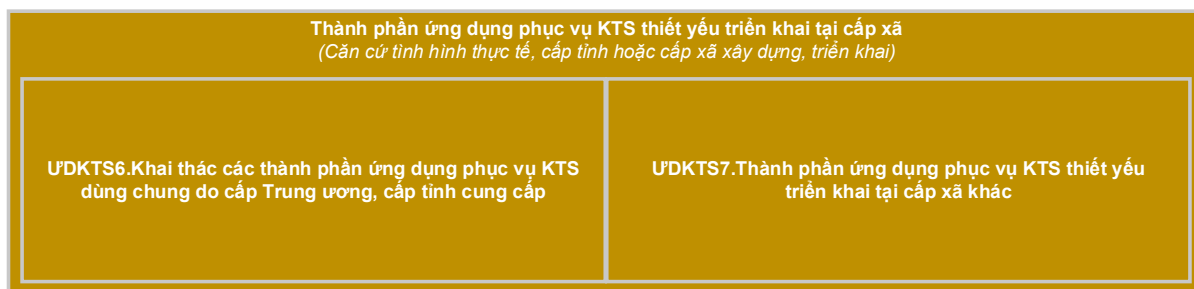 Thành phần ứng dụng phục vụ KTS thiết yếu triển khai tại cấp xã
(Căn cứ tình hình thực tế, cấp tỉnh hoặc cấp xã xây dựng, triển khai)
ƯDKTS6.Khai thác các thành phần ứng dụng phục vụ KTS
dùng chung do cấp Trung ương, cấp tỉnh cung cấp
ƯDKTS7.Thành phần ứng dụng phục vụ KTS thiết yếu
triển khai tại cấp xã khác